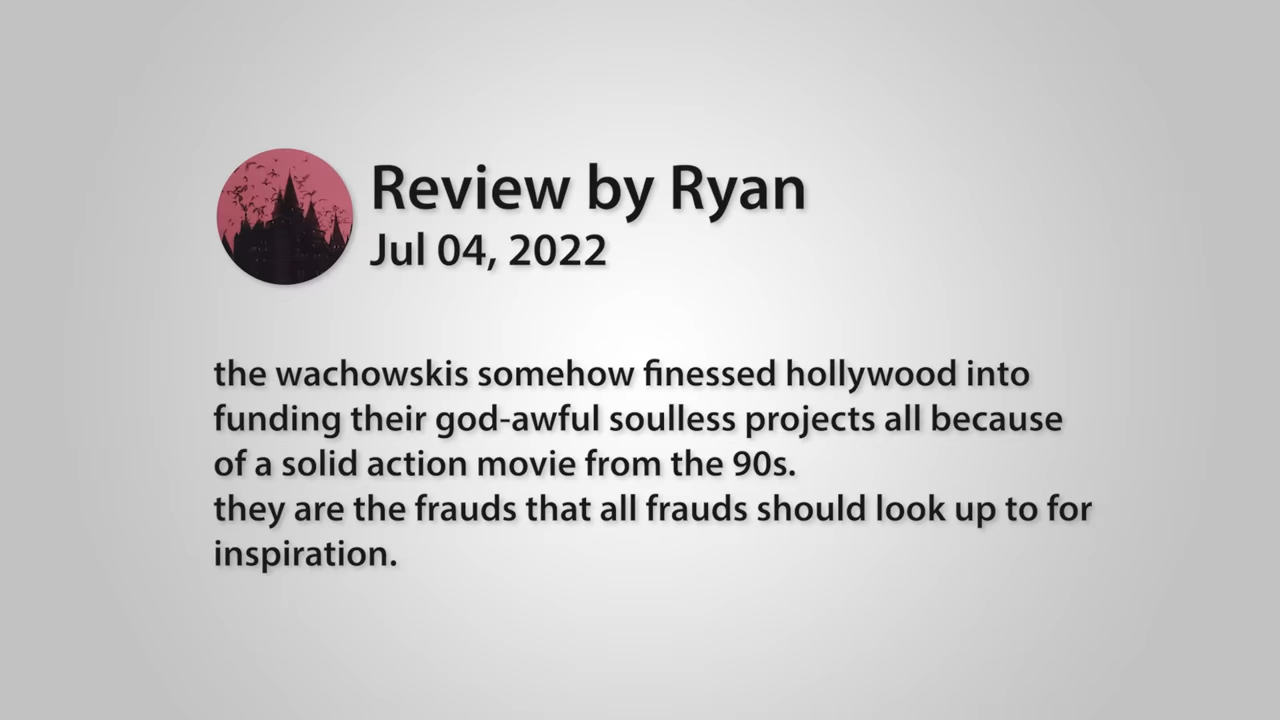 Review by Ryan
Jul 04, 2022
the wachowskis somehow finessed hollywood into
funding their god-awful soulless projects all because
of a solid action movie from the 90s.
they are the frauds that all frauds should look up to for
inspiration.